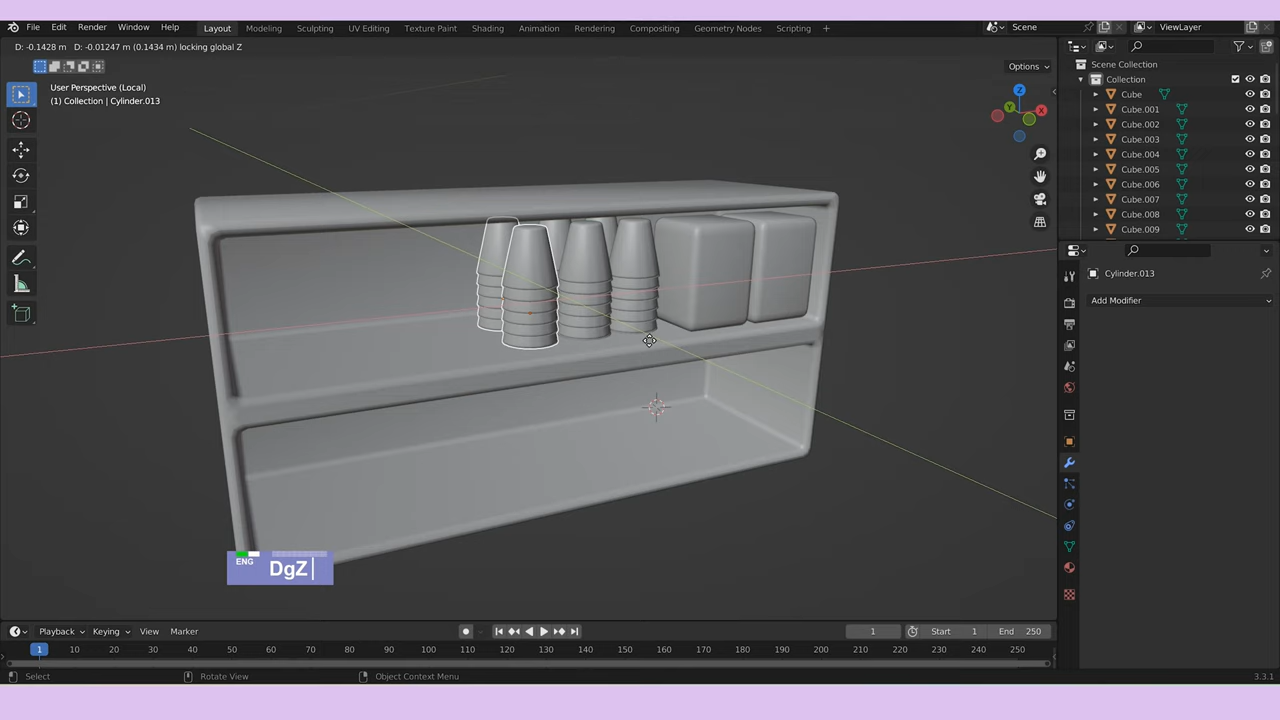 File Edit Render Window Help Layout Modeling Sculpting UV Editing Texture Paint Shading Animation Rendering Compositing Geometry Nodes Scripting + Scene ViewLayer
D: -0.1428 m D: -0.01247 m (0.1434 m) locking global Z
Options
User Perspective (Local)
(1) Collection | Cylinder.013
Z
X
Y
Scene Collection
Collection
Cube
Cube.001
Cube.002
Cube.003
Cube.004
Cube.005
Cube.006
Cube.007
Cube.008
Cube.009
Cylinder.013
Add Modifier
ENG DgZ
Playback Keying View Marker 1 Start 1 End 250
1 10 20 30 40 50 60 70 80 90 100 110 120 130 140 150 160 170 180 190 200 210 220 230 240 250
Select Rotate View Object Context Menu 3.3.1